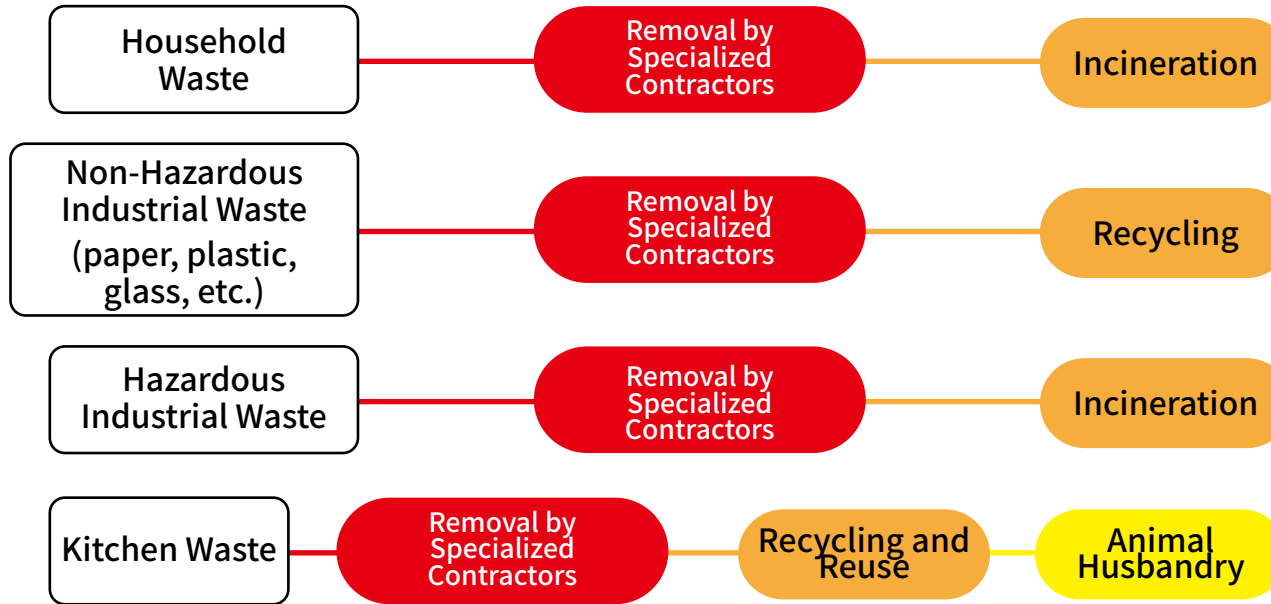 Household
Waste
Removal by
Specialized
Contractors
Incineration
Non-Hazardous
Industrial Waste
(paper, plastic,
glass, etc.)
Removal by
Specialized
Contractors
Recycling
Hazardous
Industrial Waste
Removal by
Specialized
Contractors
Incineration
Kitchen Waste
Removal by
Specialized
Contractors
Recycling and
Reuse
Animal
Husbandry